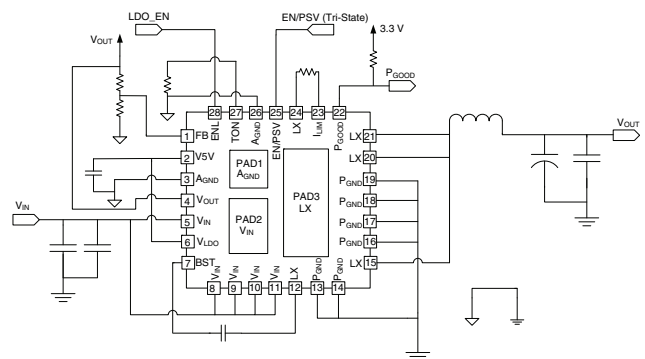 LDO_EN
EN/PSV (Tri-State)
3.3 V
VOUT
PGOOD
28 27 26 25 24 23 22
ENL TON AGND EN/PSV LX ILIM PGOOD
1 FB
2 V5V
3 AGND
4 VOUT
5 VIN
6 VLDO
7 BST
PAD1
AGND
PAD2
VIN
PAD3
LX
LX 21
LX 20
PGND 19
PGND 18
PGND 17
PGND 16
LX 15
VIN VIN VIN VIN LX PGND PGND
8 9 10 11 12 13 14
VIN
VOUT